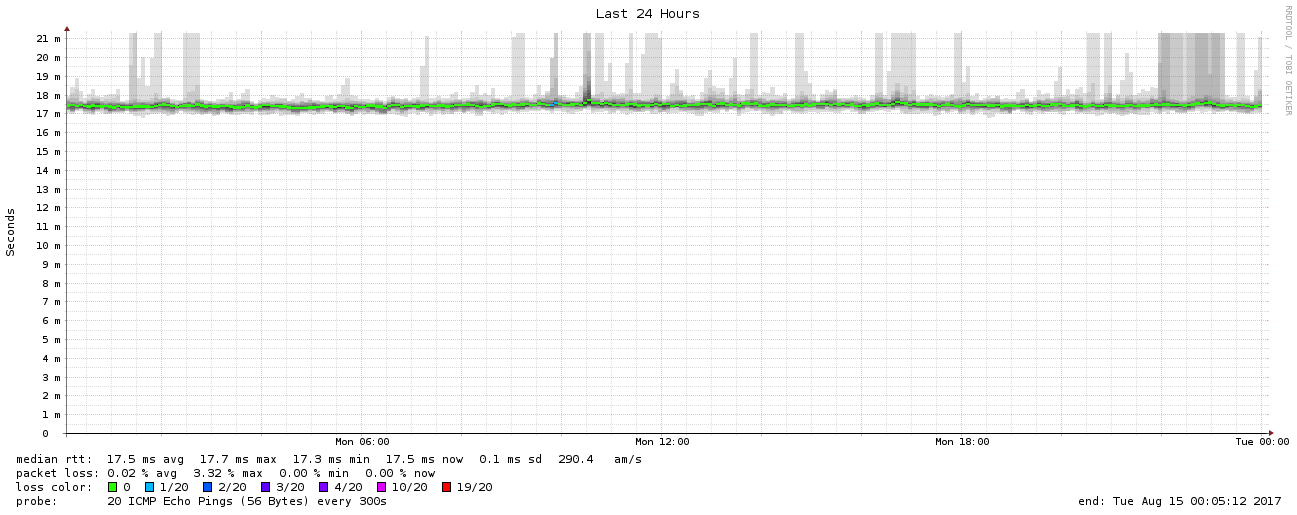 Last 24 Hours
RRDTOOL / TOBI OETIKER
Seconds
21 m
20 m
19 m
18 m
17 m
16 m
15 m
14 m
13 m
12 m
11 m
10 m
9 m
8 m
7 m
6 m
5 m
4 m
3 m
2 m
1 m
0
Mon 06:00 Mon 12:00 Mon 18:00 Tue 00:00
median rtt: 17.5 ms avg 17.7 ms max 17.3 ms min 17.5 ms now 0.1 ms sd 290.4 am/s
packet loss: 0.02 % avg 3.32 % max 0.00 % min 0.00 % now
loss color: 0 1/20 2/20 3/20 4/20 10/20 19/20
probe: 20 ICMP Echo Pings (56 Bytes) every 300s end: Tue Aug 15 00:05:12 2017